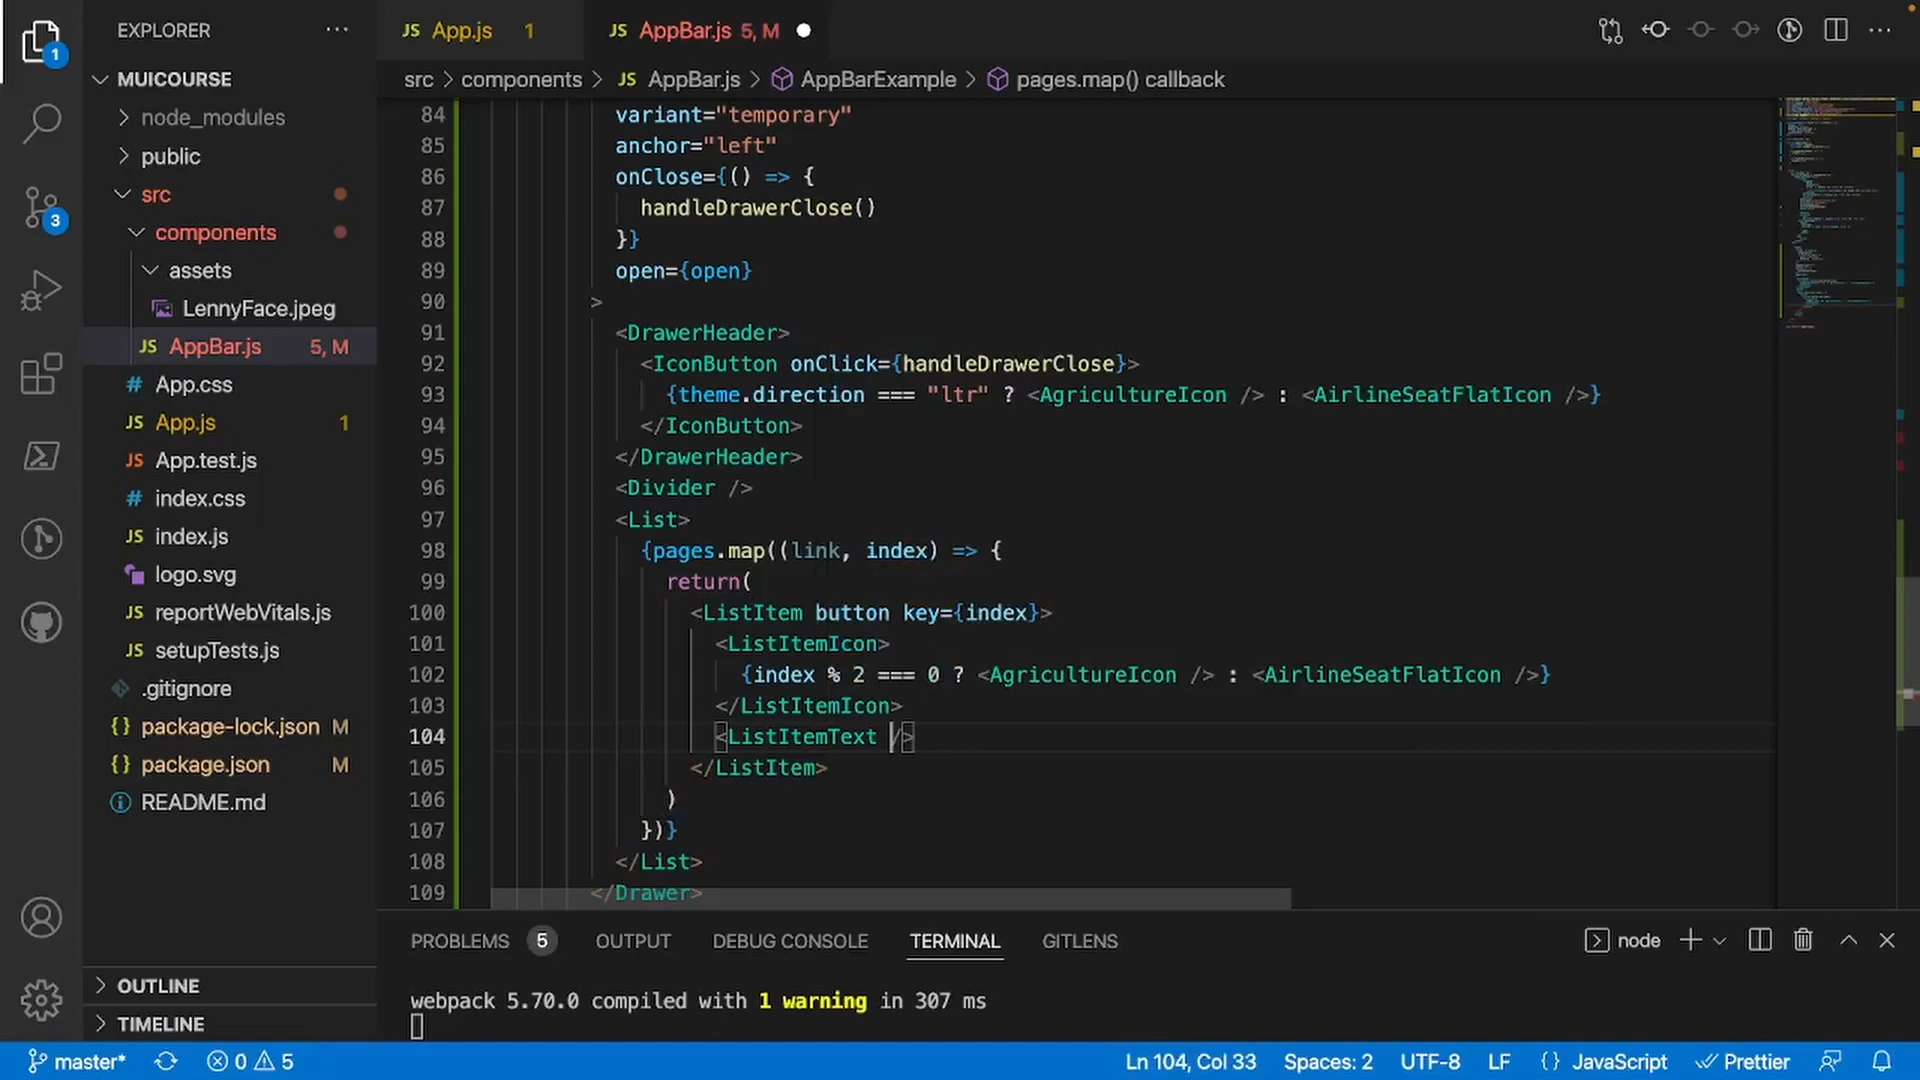 EXPLORER
MUICOURSE
node_modules
public
src
components
assets
LennyFace.jpeg
JS AppBar.js 5, M
# App.css
JS App.js 1
JS App.test.js
# index.css
JS index.js
logo.svg
JS reportWebVitals.js
JS setupTests.js
.gitignore
{} package-lock.json M
{} package.json M
README.md
OUTLINE
TIMELINE
1
3
JS App.js 1
JS AppBar.js 5, M
src > components > JS AppBar.js > AppBarExample > pages.map() callback
84 variant="temporary"
85 anchor="left"
86 onClose={() => {
87 handleDrawerClose()
88 }}
89 open={open}
90 >
91 <DrawerHeader>
92 <IconButton onClick={handleDrawerClose}>
93 {theme.direction === "ltr" ? <AgricultureIcon /> : <AirlineSeatFlatIcon />}
94 </IconButton>
95 </DrawerHeader>
96 <Divider />
97 <List>
98 {pages.map((link, index) => {
99 return(
100 <ListItem button key={index}>
101 <ListItemIcon>
102 {index % 2 === 0 ? <AgricultureIcon /> : <AirlineSeatFlatIcon />}
103 </ListItemIcon>
104 <ListItemText />
105 </ListItem>
106 )
107 })}
108 </List>
109 </Drawer>
PROBLEMS 5 OUTPUT DEBUG CONSOLE TERMINAL GITLENS
node
webpack 5.70.0 compiled with 1 warning in 307 ms
master* 0 5
Ln 104, Col 33 Spaces: 2 UTF-8 LF {} JavaScript Prettier